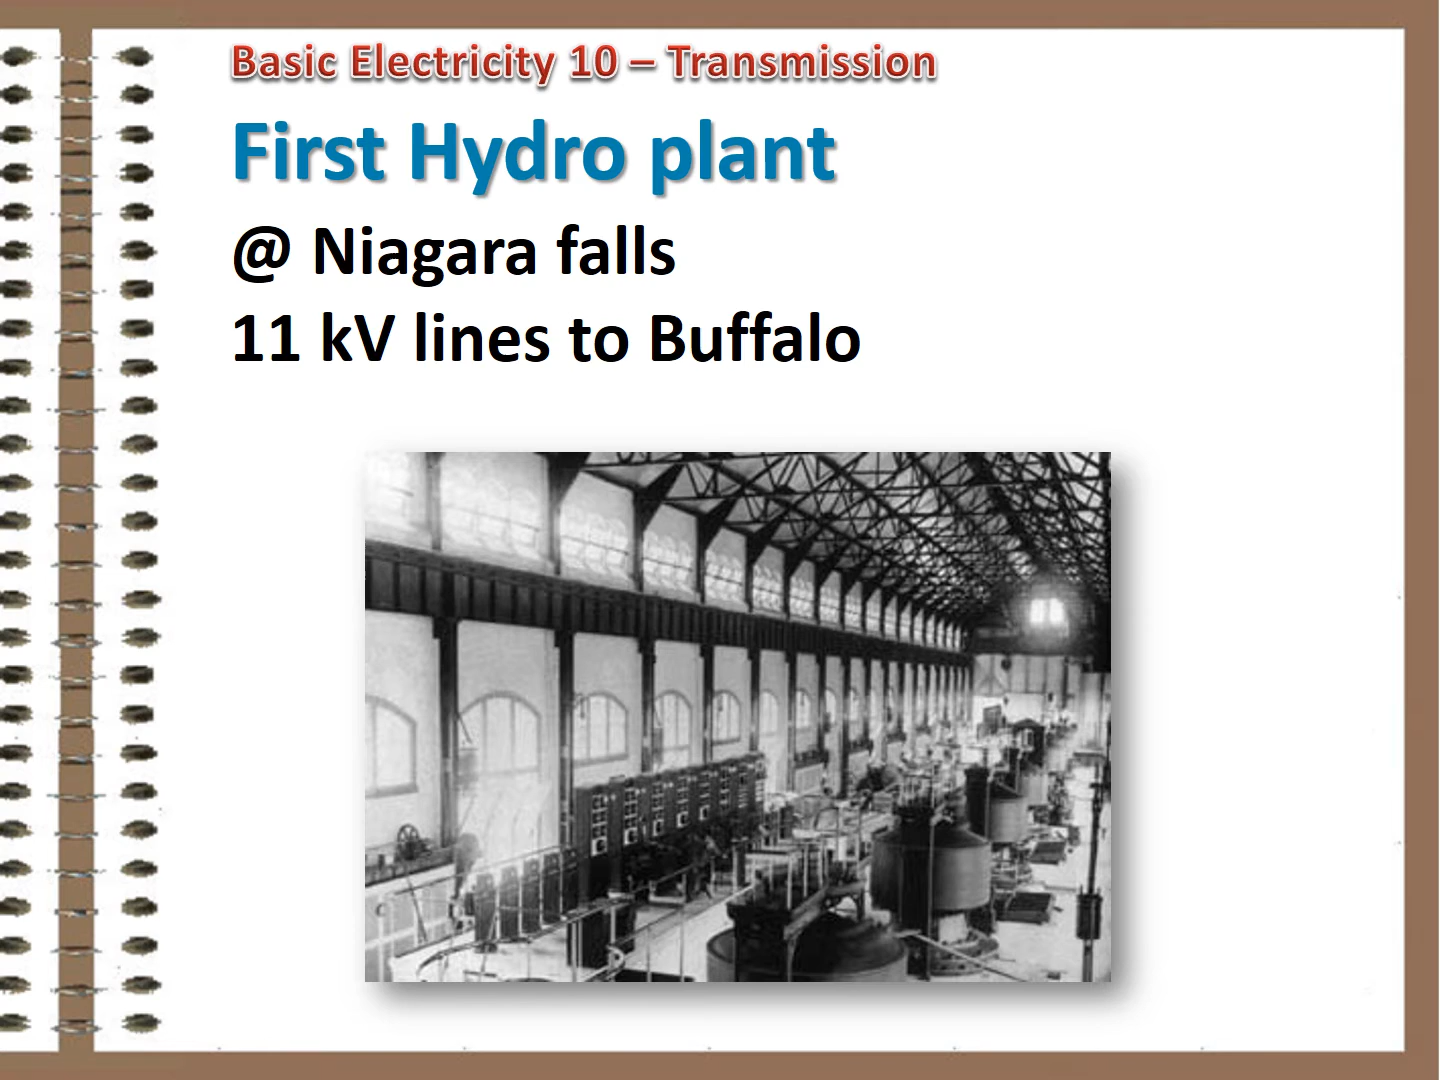 Basic Electricity 10 – Transmission
First Hydro plant
@ Niagara falls
11 kV lines to Buffalo